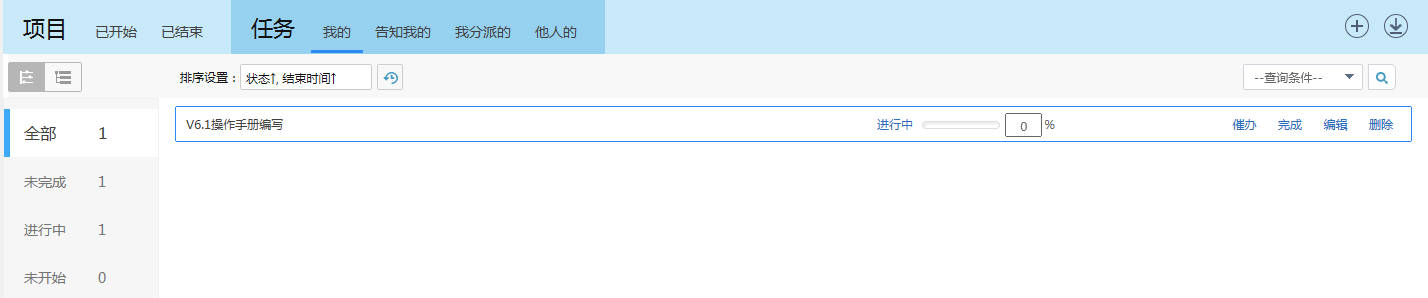 项目 已开始 已结束 任务 我的 告知我的 我分派的 他人的
排序设置： 状态↑, 结束时间↑ --查询条件--
全部 1
V6.1操作手册编写 进行中 0 % 催办 完成 编辑 删除
未完成 1
进行中 1
未开始 0